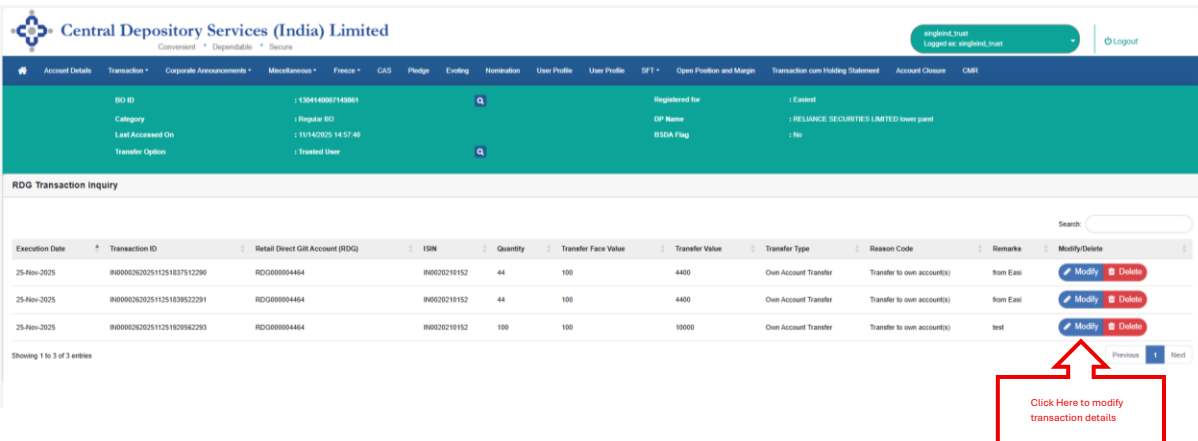 Central Depository Services (India) Limited
Convenient * Dependable * Secure
singleind_trust
Logged as: singleind_trust
Logout
Account Details Transaction Corporate Announcements Miscellaneous Freeze CAS Pledge Evoting Nomination User Profile User Profile SFT Open Position and Margin Transaction cum Holding Statement Account Closure CMR
BO ID : 1304140007149861 Registered for : Easiest
Category : Regular BO DP Name : RELIANCE SECURITIES LIMITED lower parel
Last Accessed On : 11/14/2025 14:57:40 BSDA Flag : No
Transfer Option : Trusted User
RDG Transaction Inquiry
Search:
Execution Date Transaction ID Retail Direct Gilt Account (RDG) ISIN Quantity Transfer Face Value Transfer Value Transfer Type Reason Code Remarks Modify/Delete
25-Nov-2025 IN000026202511251837512290 RDG000004464 IN0020210152 44 100 4400 Own Account Transfer Transfer to own account(s) from Easi Modify Delete
25-Nov-2025 IN000026202511251839522291 RDG000004464 IN0020210152 44 100 4400 Own Account Transfer Transfer to own account(s) from Easi Modify Delete
25-Nov-2025 IN000026202511251920562293 RDG000004464 IN0020210152 100 100 10000 Own Account Transfer Transfer to own account(s) test Modify Delete
Showing 1 to 3 of 3 entries
Previous 1 Next
Click Here to modify
transaction details